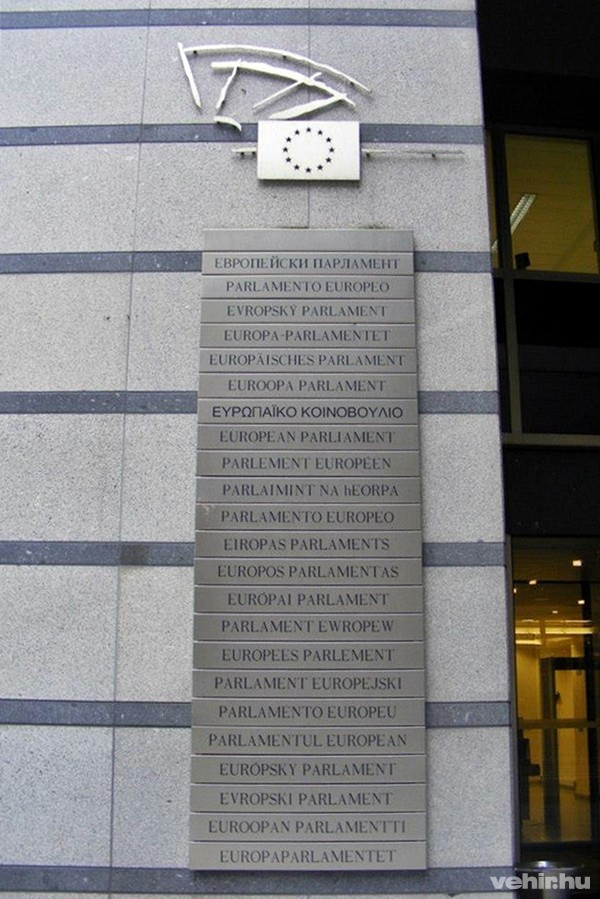 ЕВРОПЕЙСКИ ПАРЛАМЕНТ
PARLAMENTO EUROPEO
EVROPSKÝ PARLAMENT
EUROPA-PARLAMENTET
EUROPÄISCHES PARLAMENT
EUROOPA PARLAMENT
ΕΥΡΩΠΑΪΚΟ ΚΟΙΝΟΒΟΥΛΙΟ
EUROPEAN PARLIAMENT
PARLEMENT EUROPÉEN
PARLAIMINT NA hEORPA
PARLAMENTO EUROPEO
EIROPAS PARLAMENTS
EUROPOS PARLAMENTAS
EURÓPAI PARLAMENT
PARLAMENT EWROPEW
EUROPEES PARLEMENT
PARLAMENT EUROPEJSKI
PARLAMENTO EUROPEU
PARLAMENTUL EUROPEAN
EURÓPSKY PARLAMENT
EVROPSKI PARLAMENT
EUROOPAN PARLAMENTTI
EUROPAPARLAMENTET
vehir.hu